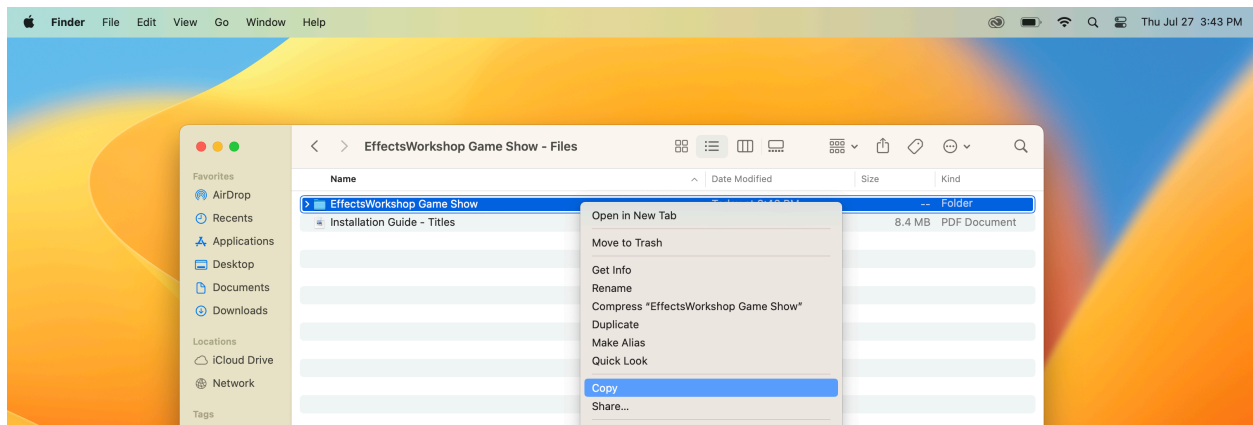 Finder File Edit View Go Window Help Thu Jul 27 3:43 PM
EffectsWorkshop Game Show - Files
Favorites
AirDrop
Recents
Applications
Desktop
Documents
Downloads
Locations
iCloud Drive
Network
Tags
Name Date Modified Size Kind
EffectsWorkshop Game Show -- Folder
Installation Guide - Titles 8.4 MB PDF Document
Open in New Tab
Move to Trash
Get Info
Rename
Compress “EffectsWorkshop Game Show”
Duplicate
Make Alias
Quick Look
Copy
Share...